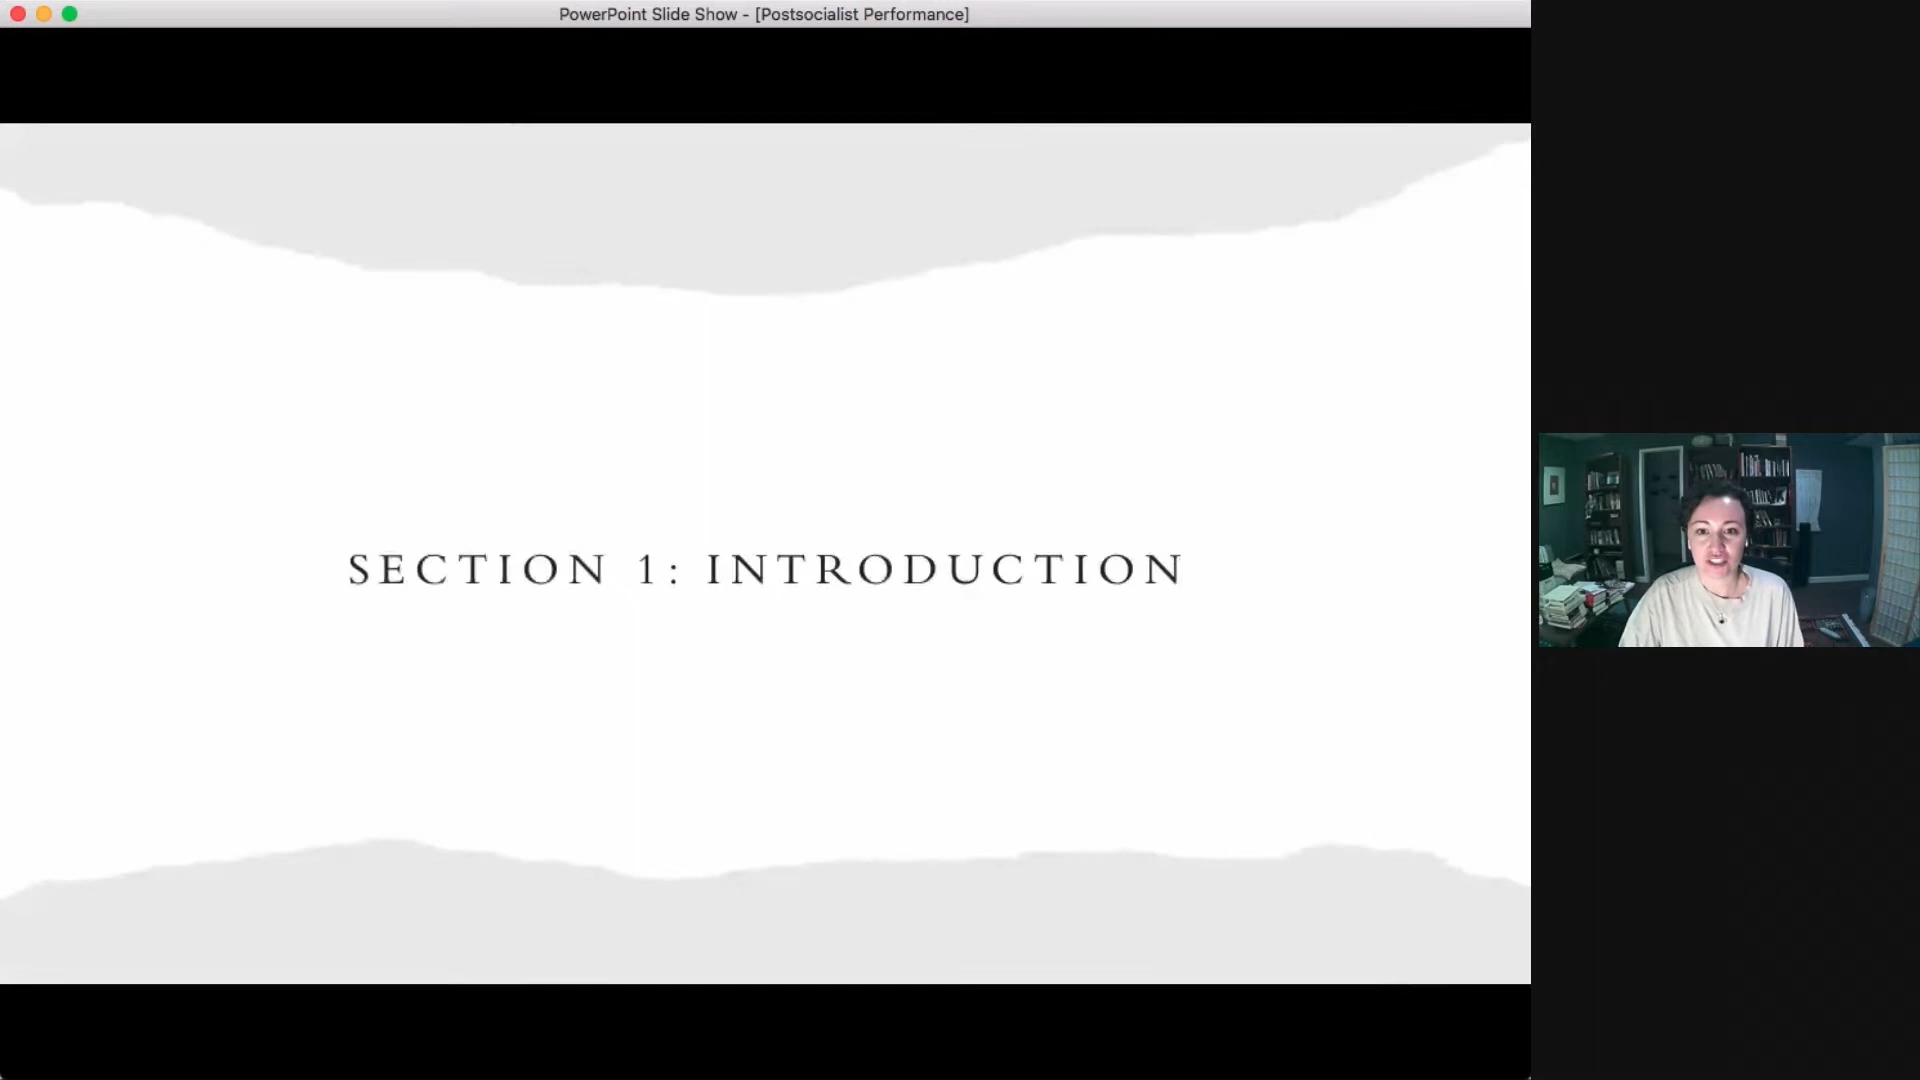 PowerPoint Slide Show - [Postsocialist Performance]
SECTION 1: INTRODUCTION